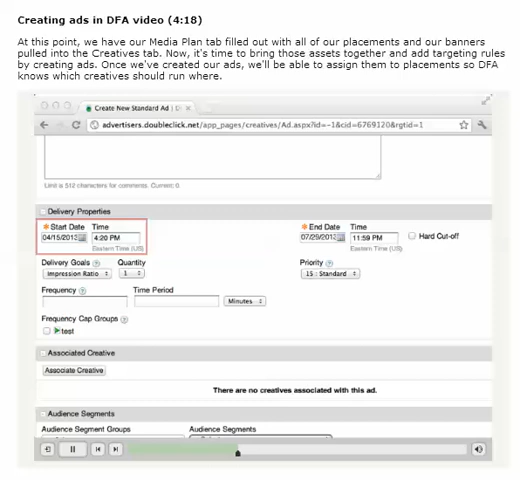 Creating ads in DFA video (4:18)
At this point, we have our Media Plan tab filled out with all of our placements and our banners
pulled into the Creatives tab. Now, it's time to bring those assets together and add targeting rules
by creating ads. Once we've created our ads, we'll be able to assign them to placements so DFA
knows which creatives should run where.
Create New Standard Ad | D
advertisers.doubleclick.net/app_pages/creatives/Ad.aspx?id=-1&cid=6769120&rgtid=1
Limit is 512 characters for comments. Current: 0
Delivery Properties
*Start Date Time *End Date Time
04/15/2013 4:20 PM 07/29/2013 11:59 PM Hard Cut-off
Eastern Time (US) Eastern Time (US)
Delivery Goals Quantity Priority
Impression Ratio 1 15: Standard
Frequency Time Period
Minutes
Frequency Cap Groups
test
Associated Creative
Associate Creative
There are no creatives associated with this ad.
Audience Segments
Audience Segment Groups Audience Segments